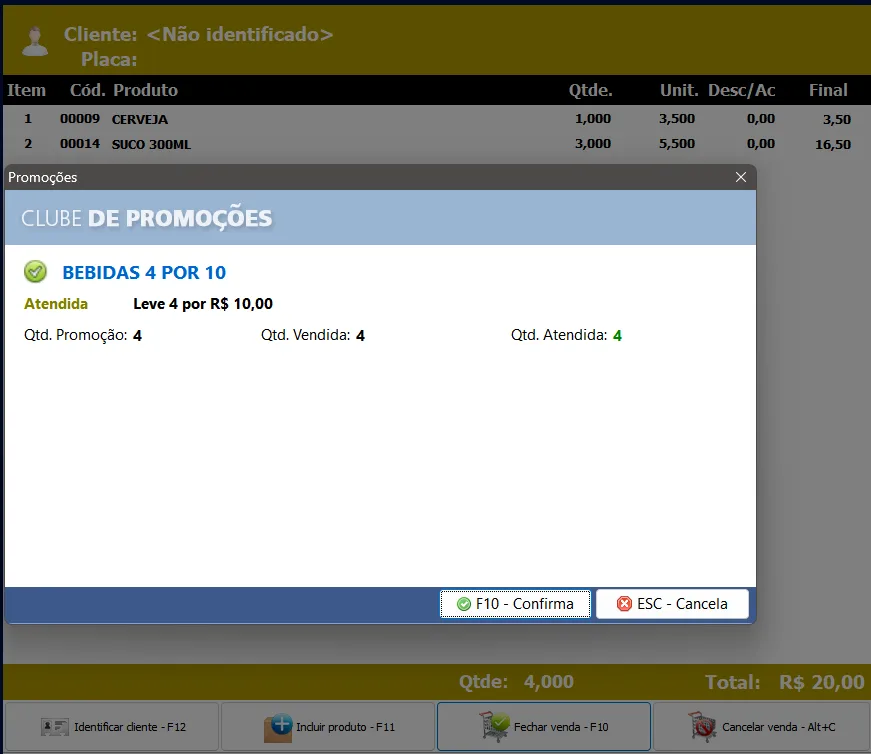 Cliente: <Não identificado>
Placa:
Item Cód. Produto Qtde. Unit. Desc/Ac Final
1 00009 CERVEJA 1,000 3,500 0,00 3,50
2 00014 SUCO 300ML 3,000 5,500 0,00 16,50
Promoções
CLUBE DE PROMOÇÕES
BEBIDAS 4 POR 10
Atendida Leve 4 por R$ 10,00
Qtd. Promoção: 4 Qtd. Vendida: 4 Qtd. Atendida: 4
F10 - Confirma ESC - Cancela
Qtde: 4,000 Total: R$ 20,00
Identificar cliente - F12 Incluir produto - F11 Fechar venda - F10 Cancelar venda - Alt+C